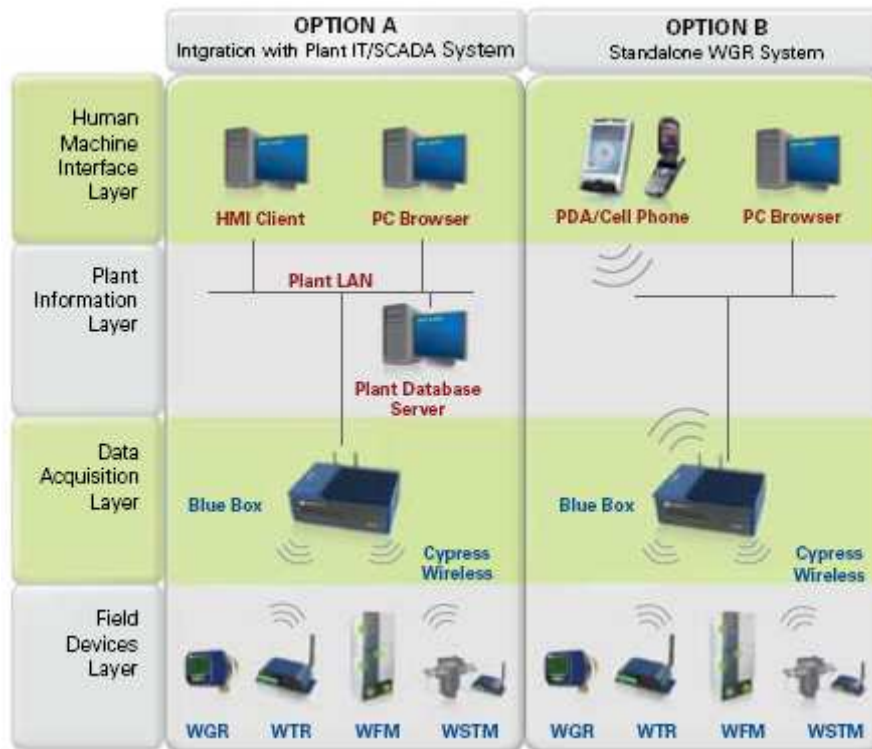 OPTION A
Intgration with Plant IT/SCADA System
OPTION B
Standalone WGR System
Human
Machine
Interface
Layer
HMI Client
PC Browser
PDA/Cell Phone
PC Browser
Plant
Information
Layer
Plant LAN
Plant Database
Server
Data
Acquisition
Layer
Blue Box
Cypress
Wireless
Blue Box
Cypress
Wireless
Field
Devices
Layer
WGR
WTR
WFM
WSTM
WGR
WTR
WFM
WSTM